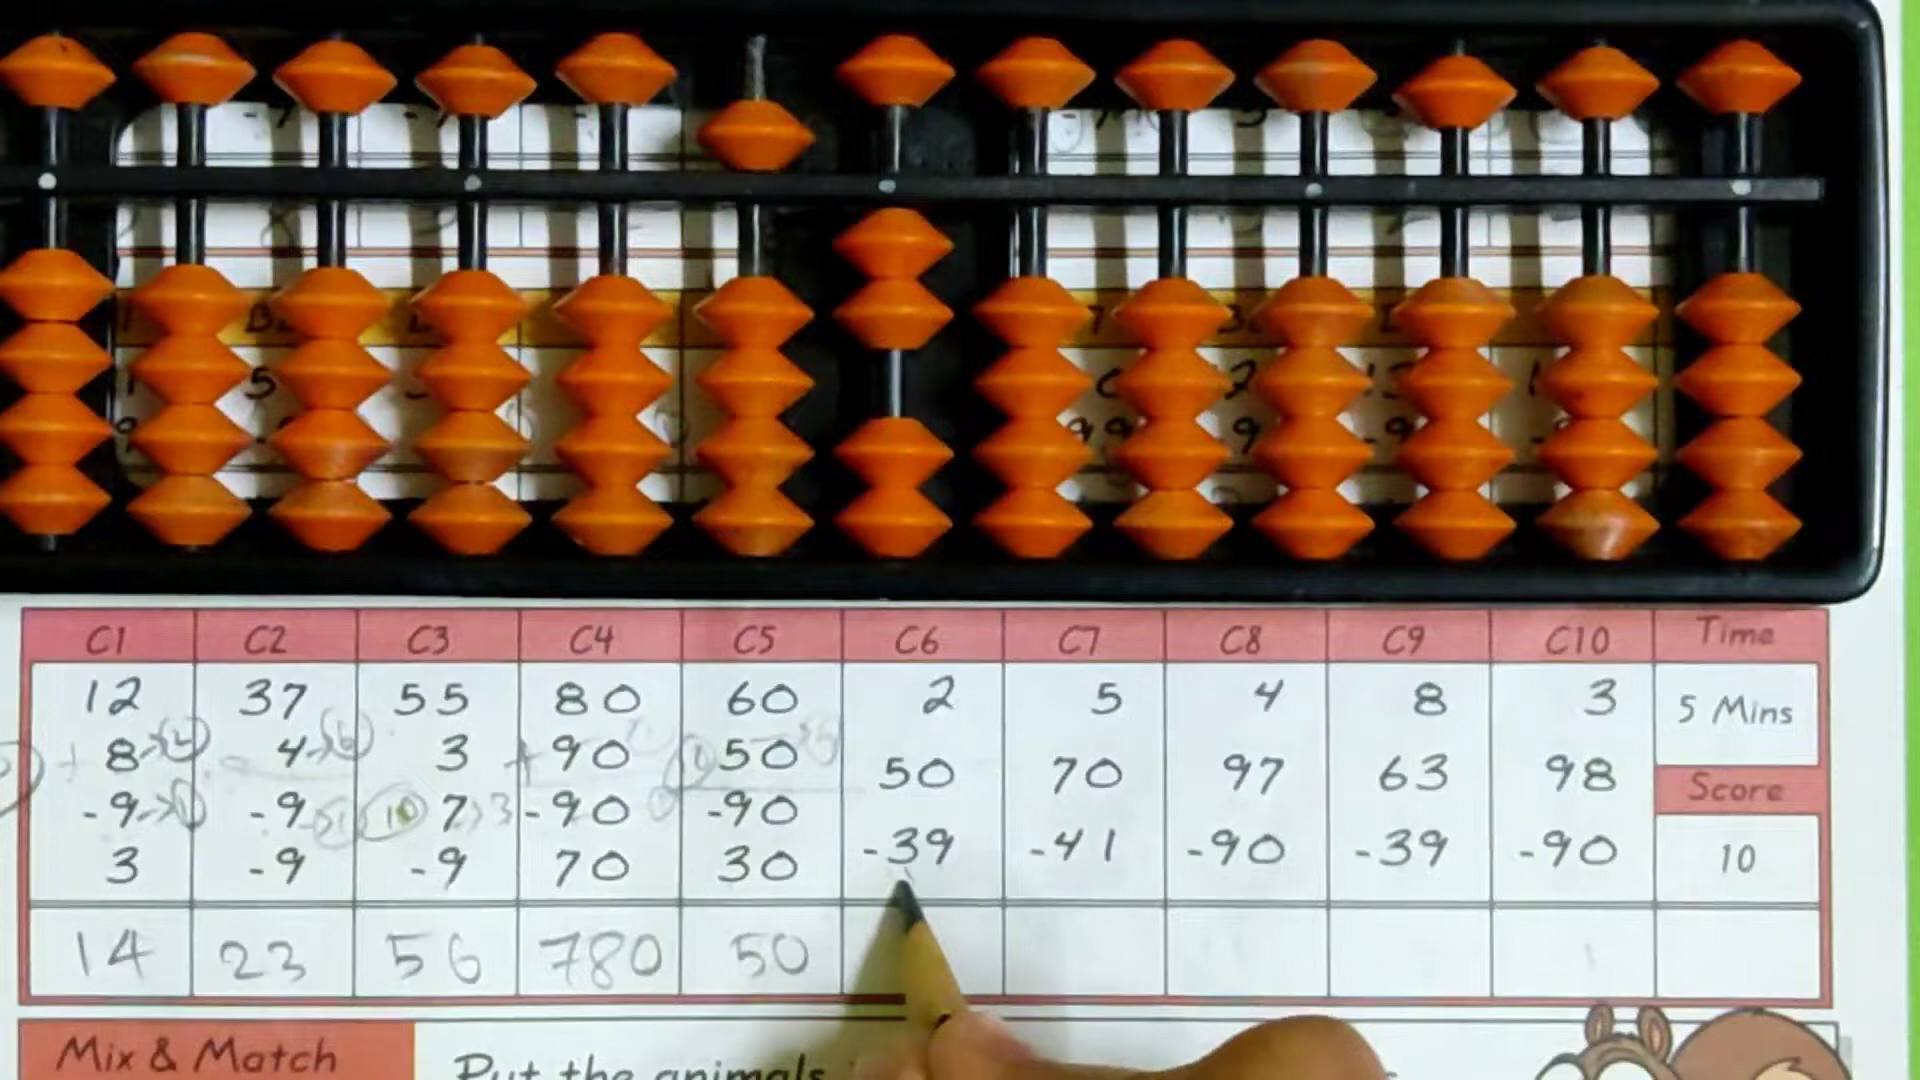 C1 C2 C3 C4 C5 C6 C7 C8 C9 C10 Time
12 37 55 80 60 2 5 4 8 3 5 Mins
8 4 3 90 50 50 70 97 63 98 Score
-9 -9 7 -90 -90 -39 -41 -90 -39 -90 10
3 -9 -9 70 30
14 23 56 780 50
Mix & Match
Put the animals